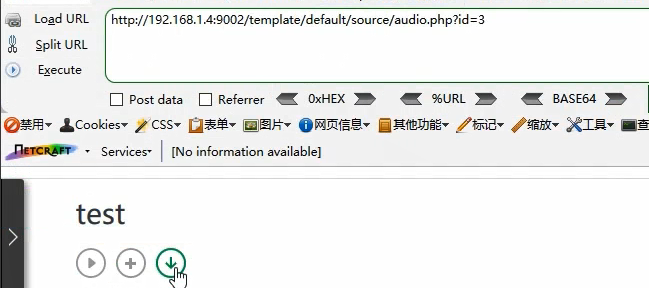 Load URL
http://192.168.1.4:9002/template/default/source/audio.php?id=3
Split URL
Execute
Post data Referrer 0xHEX %URL BASE64
禁用 Cookies CSS 表单 图片 网页信息 其他功能 标记 缩放 工具 查
NETCRAFT Services [No information available]
test